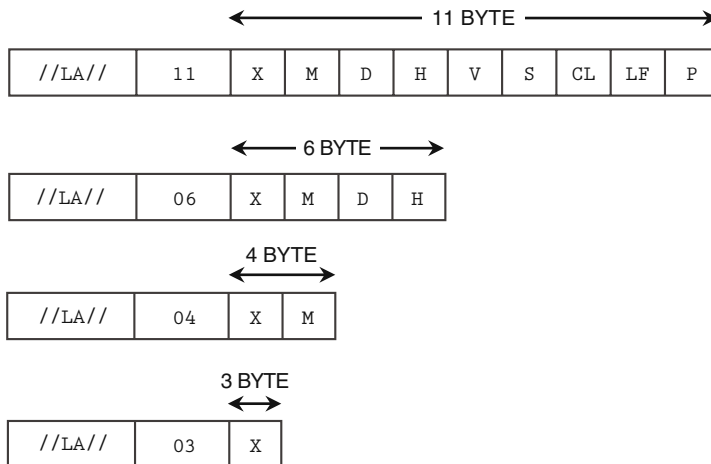 11 BYTE
//LA// 11 X M D H V S CL LF P
6 BYTE
//LA// 06 X M D H
4 BYTE
//LA// 04 X M
3 BYTE
//LA// 03 X